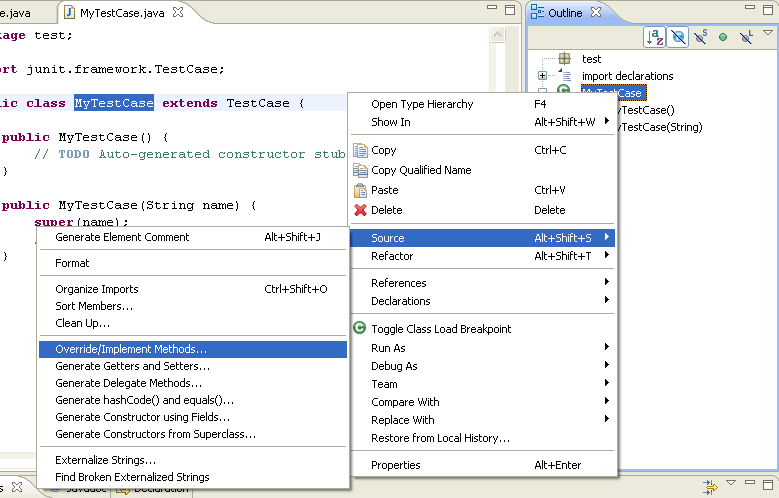 e.java
MyTestCase.java
Outline
kage test;
ort junit.framework.TestCase;
lic class MyTestCase extends TestCase {
public MyTestCase() {
// TODO Auto-generated constructor stub
}
public MyTestCase(String name) {
super(name);
}
test
import declarations
MyTestCase
yTestCase()
yTestCase(String)
Open Type Hierarchy F4
Show In Alt+Shift+W
Copy Ctrl+C
Copy Qualified Name
Paste Ctrl+V
Delete Delete
Source Alt+Shift+S
Refactor Alt+Shift+T
References
Declarations
Toggle Class Load Breakpoint
Run As
Debug As
Team
Compare With
Replace With
Restore from Local History...
Properties Alt+Enter
Generate Element Comment Alt+Shift+J
Format
Organize Imports Ctrl+Shift+O
Sort Members...
Clean Up...
Override/Implement Methods...
Generate Getters and Setters...
Generate Delegate Methods...
Generate hashCode() and equals()...
Generate Constructor using Fields...
Generate Constructors from Superclass...
Externalize Strings...
Find Broken Externalized Strings
s
Javadoc
Declaration